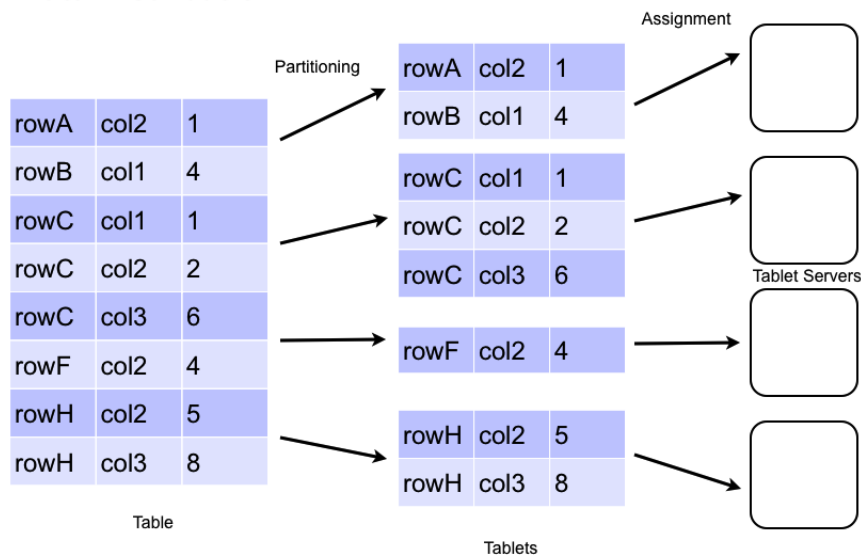 Assignment
Partitioning
rowA col2 1
rowB col1 4
rowC col1 1
rowC col2 2
rowC col3 6
rowF col2 4
rowH col2 5
rowH col3 8
Table
rowA col2 1
rowB col1 4
rowC col1 1
rowC col2 2
rowC col3 6
rowF col2 4
rowH col2 5
rowH col3 8
Tablets
Tablet Servers